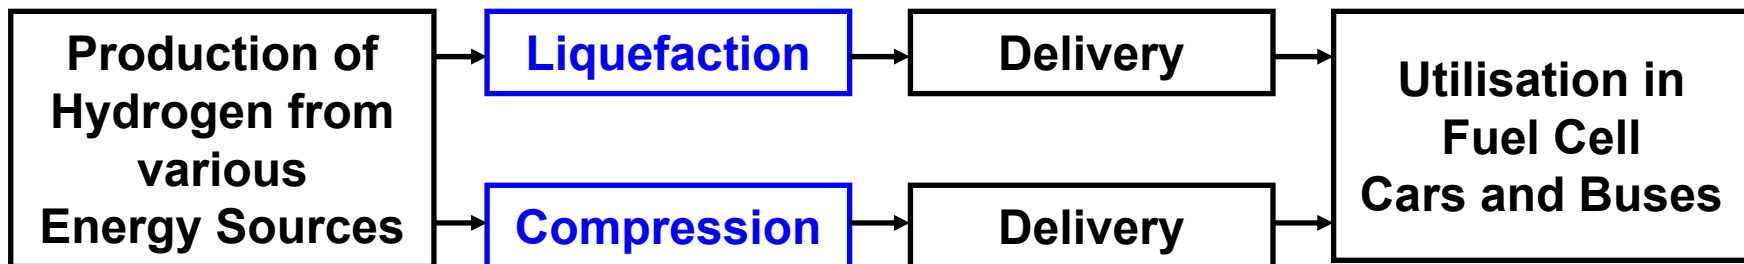 Production of
Hydrogen from
various
Energy Sources
Liquefaction
Delivery
Compression
Delivery
Utilisation in
Fuel Cell
Cars and Buses